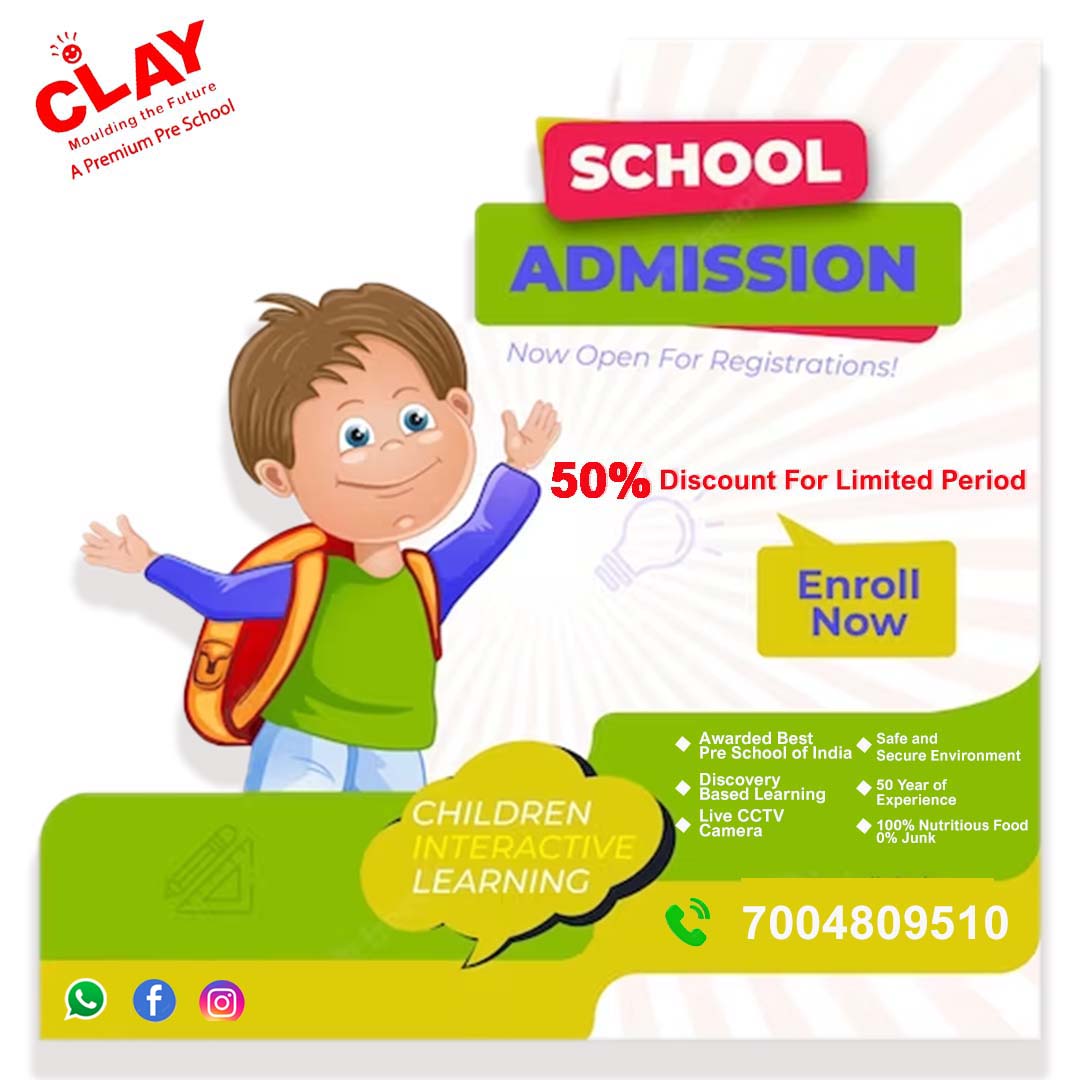 CLAY
Moulding the Future
A Premium Pre School
SCHOOL
ADMISSION
Now Open For Registrations!
50% Discount For Limited Period
Enroll
Now
Awarded Best
Pre School of India
Discovery
Based Learning
Live CCTV
Camera
Safe and
Secure Environment
50 Year of
Experience
100% Nutritious Food
0% Junk
CHILDREN
INTERACTIVE
LEARNING
7004809510